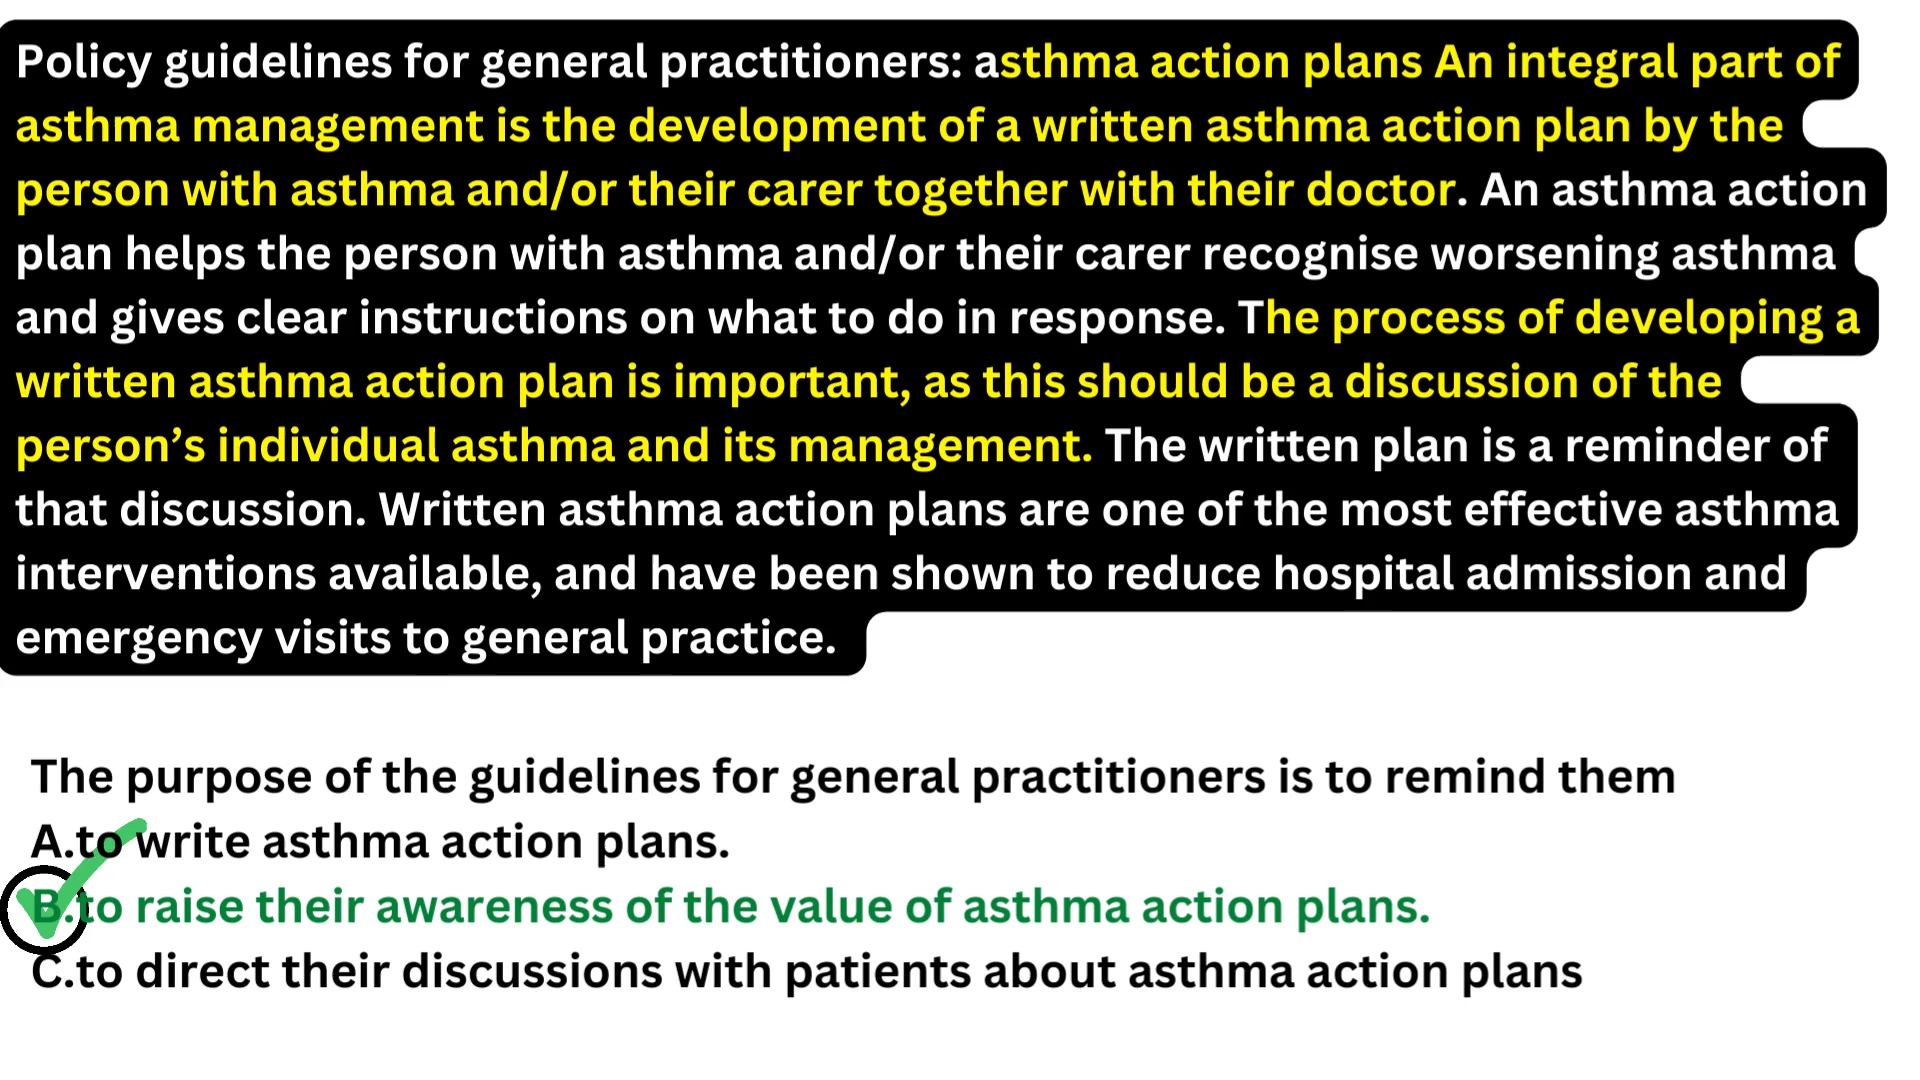 Policy guidelines for general practitioners: asthma action plans An integral part of
asthma management is the development of a written asthma action plan by the
person with asthma and/or their carer together with their doctor. An asthma action
plan helps the person with asthma and/or their carer recognise worsening asthma
and gives clear instructions on what to do in response. The process of developing a
written asthma action plan is important, as this should be a discussion of the
person’s individual asthma and its management. The written plan is a reminder of
that discussion. Written asthma action plans are one of the most effective asthma
interventions available, and have been shown to reduce hospital admission and
emergency visits to general practice.
The purpose of the guidelines for general practitioners is to remind them
A.to write asthma action plans.
B.to raise their awareness of the value of asthma action plans.
C.to direct their discussions with patients about asthma action plans